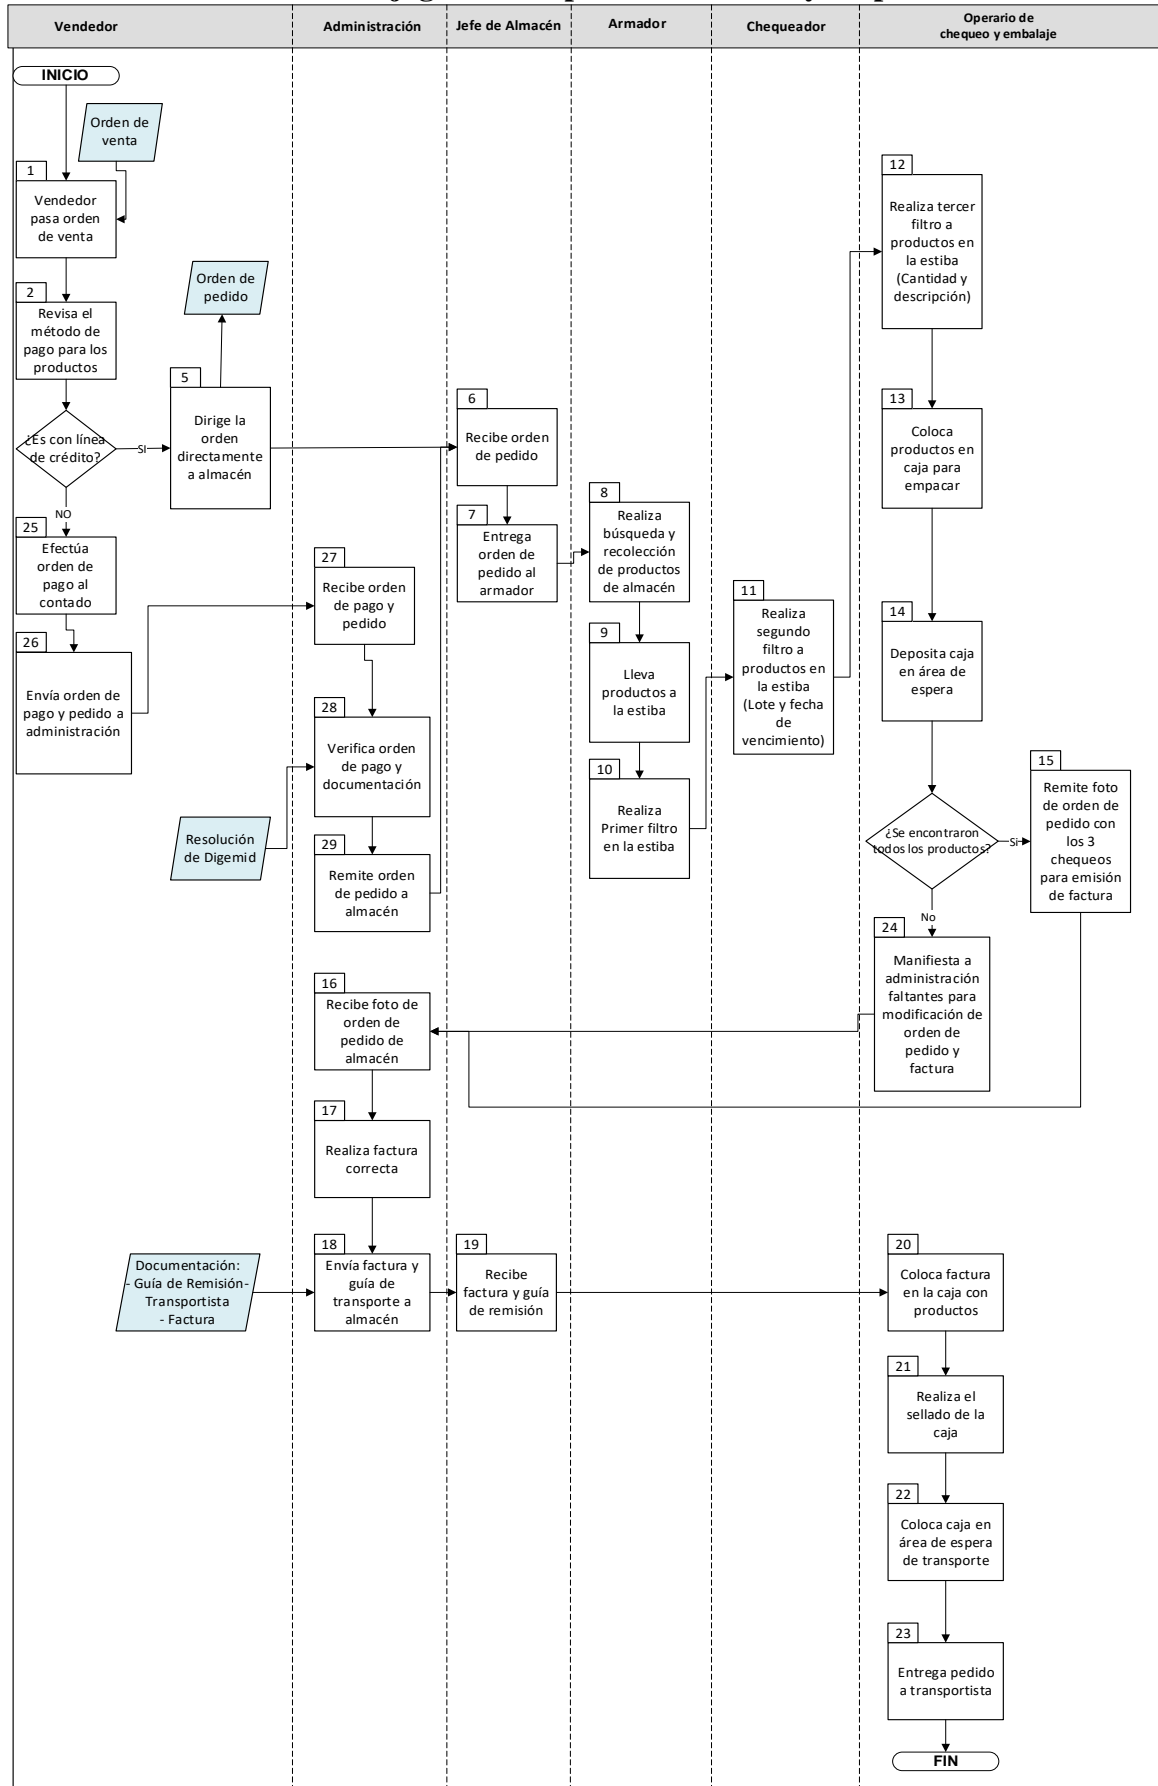 Vendedor
Administración
Jefe de Almacén
Armador
Chequeador
Operario de
chequeo y embalaje
INICIO
Orden de
venta
1
Vendedor
pasa orden
de venta
2
Revisa el
método de
pago para los
productos
¿Es con línea
de crédito?
SI
NO
Orden de
pedido
5
Dirige la
orden
directamente
a almacén
25
Efectúa
orden de
pago al
contado
26
Envía orden de
pago y pedido a
administración
27
Recibe orden
de pago y
pedido
28
Verifica orden
de pago y
documentación
Resolución
de Digemid
29
Remite orden
de pedido a
almacén
6
Recibe orden
de pedido
7
Entrega
orden de
pedido al
armador
8
Realiza
búsqueda y
recolección
de productos
de almacén
9
Lleva
productos a
la estiba
10
Realiza
Primer filtro
en la estiba
11
Realiza
segundo
filtro a
productos en
la estiba
(Lote y fecha
de
vencimiento)
12
Realiza tercer
filtro a
productos en
la estiba
(Cantidad y
descripción)
13
Coloca
productos en
caja para
empacar
14
Deposita caja
en área de
espera
¿Se encontraron
todos los productos?
Si
No
15
Remite foto
de orden de
pedido con
los 3
chequeos
para emisión
de factura
24
Manifiesta a
administración
faltantes para
modificación de
orden de
pedido y
factura
16
Recibe foto de
orden de
pedido de
almacén
17
Realiza factura
correcta
Documentación:
- Guía de Remisión-
Transportista
- Factura
18
Envía factura y
guía de
transporte a
almacén
19
Recibe
factura y guía
de remisión
20
Coloca factura
en la caja con
productos
21
Realiza el
sellado de la
caja
22
Coloca caja en
área de espera
de transporte
23
Entrega pedido
a transportista
FIN